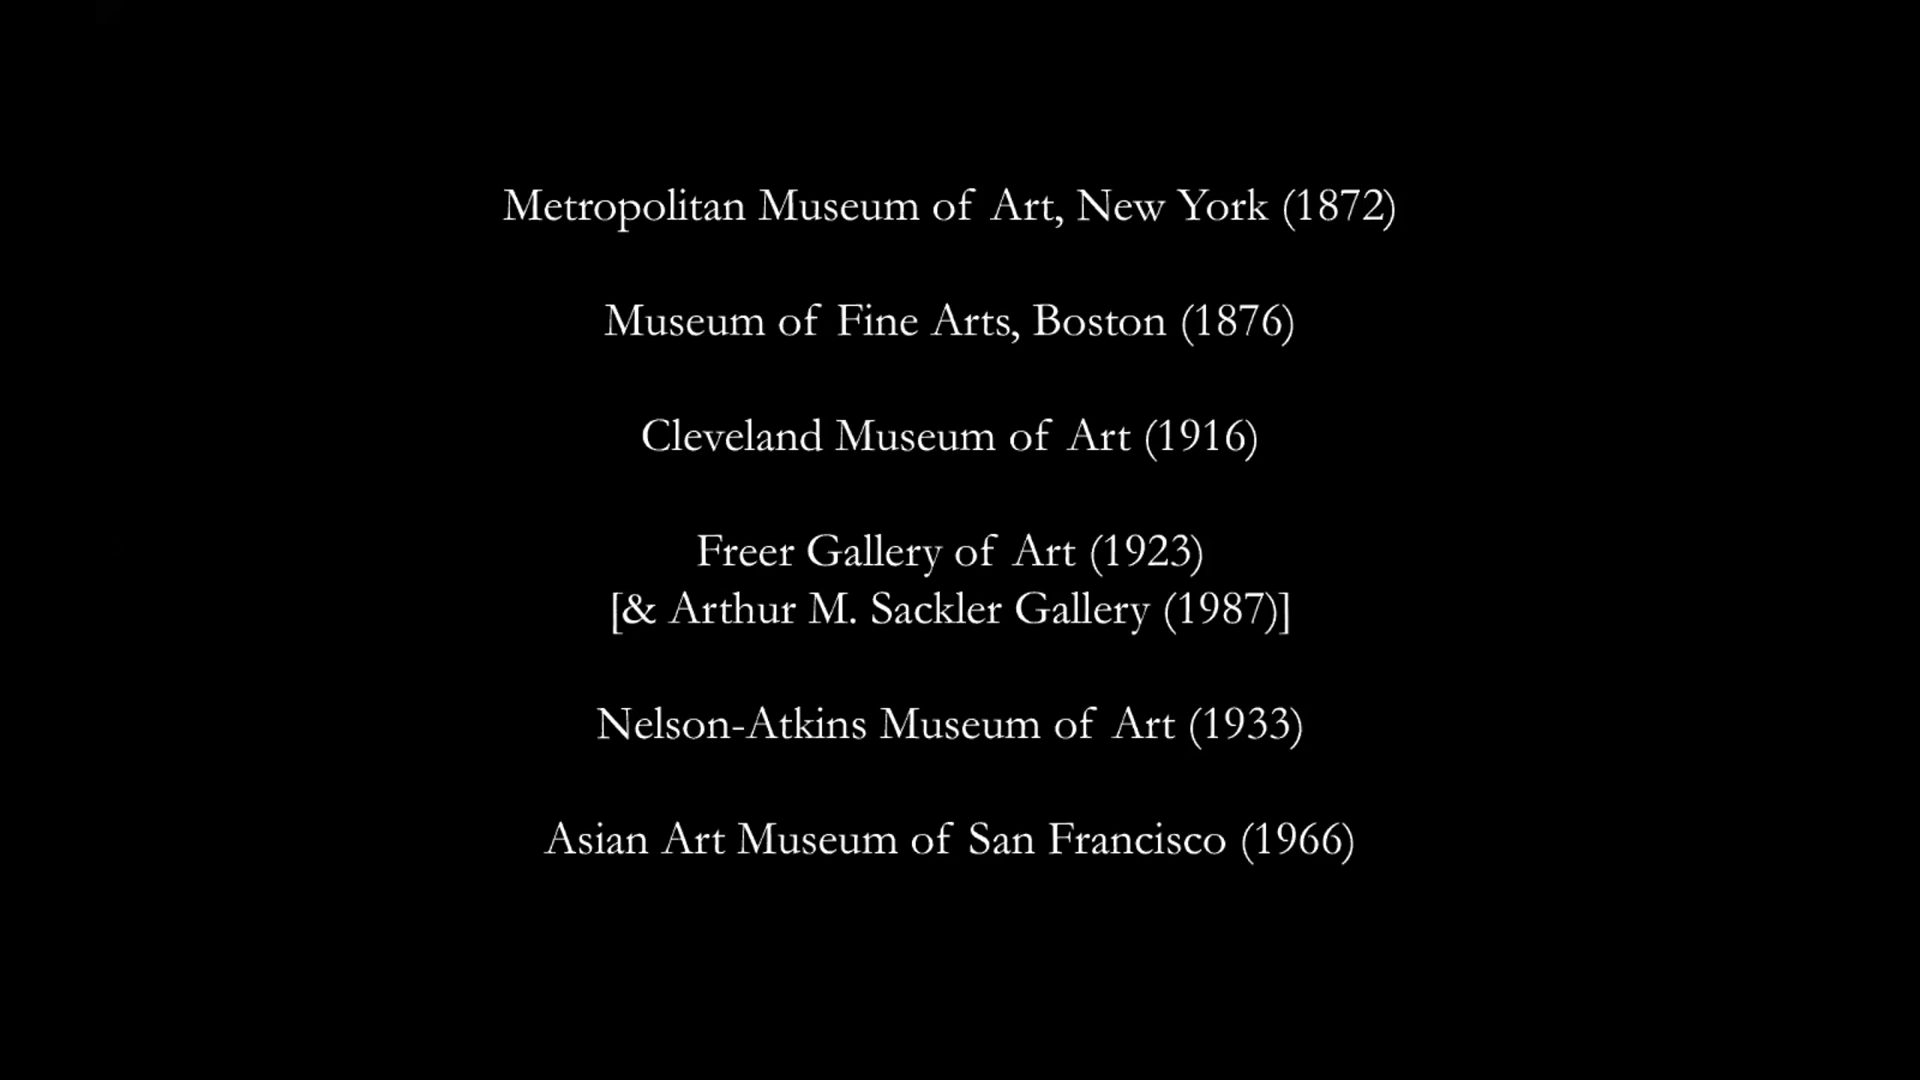 Metropolitan Museum of Art, New York (1872)
Museum of Fine Arts, Boston (1876)
Cleveland Museum of Art (1916)
Freer Gallery of Art (1923)
[& Arthur M. Sackler Gallery (1987)]
Nelson-Atkins Museum of Art (1933)
Asian Art Museum of San Francisco (1966)